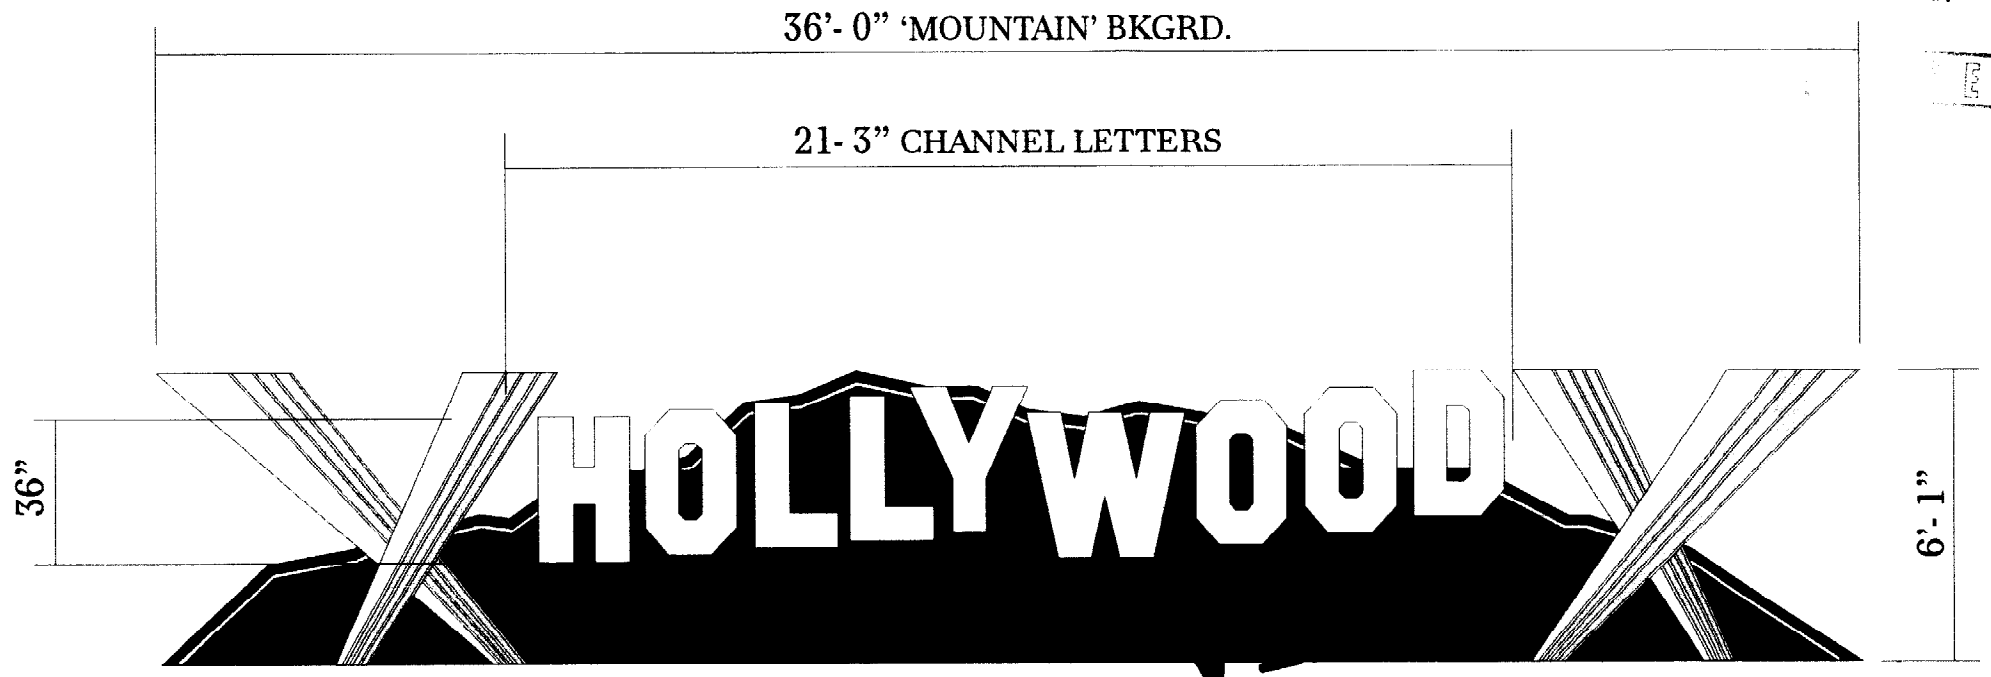 36’- 0” ‘MOUNTAIN’ BKGRD.
21- 3” CHANNEL LETTERS
36”
HOLLYWOOD
6’- 1”